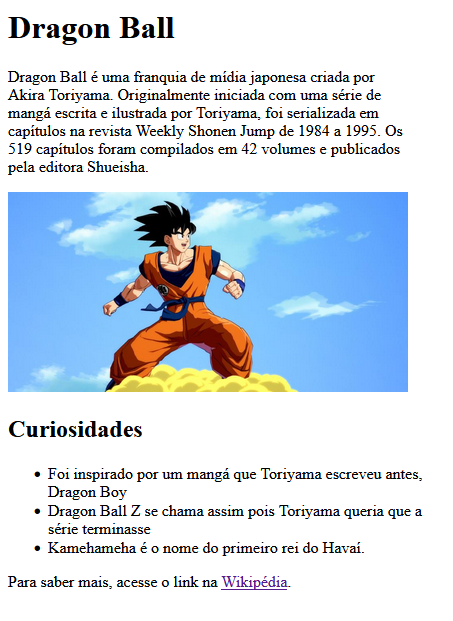 Dragon Ball
Dragon Ball é uma franquia de mídia japonesa criada por
Akira Toriyama. Originalmente iniciada com uma série de
mangá escrita e ilustrada por Toriyama, foi serializada em
capítulos na revista Weekly Shonen Jump de 1984 a 1995. Os
519 capítulos foram compilados em 42 volumes e publicados
pela editora Shueisha.
Curiosidades
• Foi inspirado por um mangá que Toriyama escreveu antes,
Dragon Boy
• Dragon Ball Z se chama assim pois Toriyama queria que a
série terminasse
• Kamehameha é o nome do primeiro rei do Havaí.
Para saber mais, acesse o link na Wikipédia.